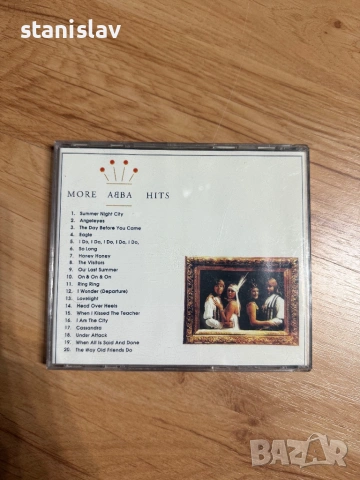 stanislav
MORE ABBA HITS
1. Summer Night City
2. Angeleyes
3. The Day Before You Came
4. Eagle
5. I Do, I Do, I Do, I Do, I Do,
6. So Long
7. Honey Honey
8. The Visitors
9. Our Last Summer
10. On & On & On
11. Ring Ring
12. I Wonder (Departure)
13. Lovelight
14. Head Over Heels
15. When I Kissed The Teacher
16. I Am The City
17. Cassandra
18. Under Attack
19. When All Is Said And Done
20. The Way Old Friends Do
BAZAR
bg